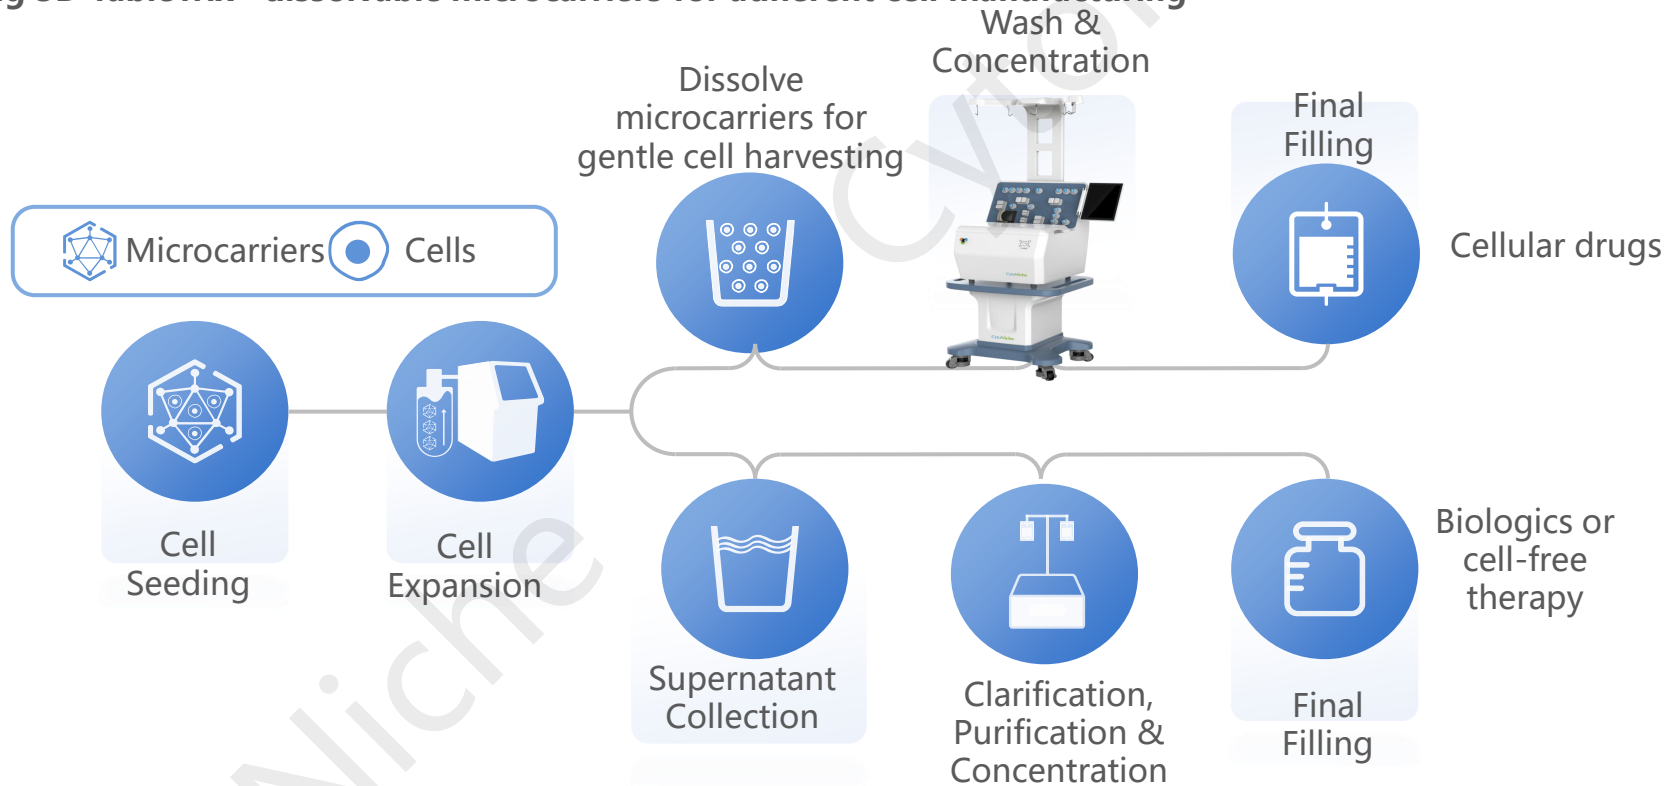 Wash &
Concentration
Dissolve
microcarriers for
gentle cell harvesting
Final
Filling
Microcarriers
Cells
Cellular drugs
Cell
Seeding
Cell
Expansion
Biologics or
cell-free
therapy
Supernatant
Collection
Clarification,
Purification &
Concentration
Final
Filling
Niche